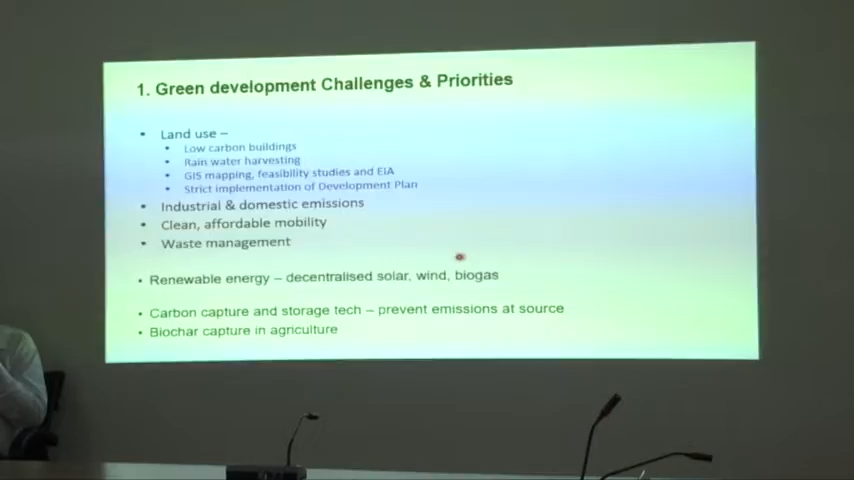 1. Green development Challenges & Priorities
• Land use –
• Low carbon buildings
• Rain water harvesting
• GIS mapping, feasibility studies and EIA
• Strict implementation of Development Plan
• Industrial & domestic emissions
• Clean, affordable mobility
• Waste management
• Renewable energy – decentralised solar, wind, biogas
• Carbon capture and storage tech – prevent emissions at source
• Biochar capture in agriculture